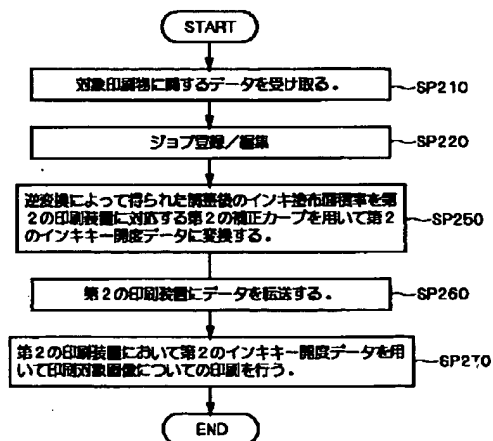 START
対象印刷物に関するデータを受け取る。
SP210
ジョブ登録/編集
SP220
逆変換によって得られた調整後のインキ塗布面積率を第
2の印刷装置に対応する第2の補正カーブを用いて第2
のインキキー開度データに変換する。
SP250
第2の印刷装置にデータを転送する。
SP260
第2の印刷装置において第2のインキキー開度データを用
いて印刷対象画像についての印刷を行う。
SP270
END